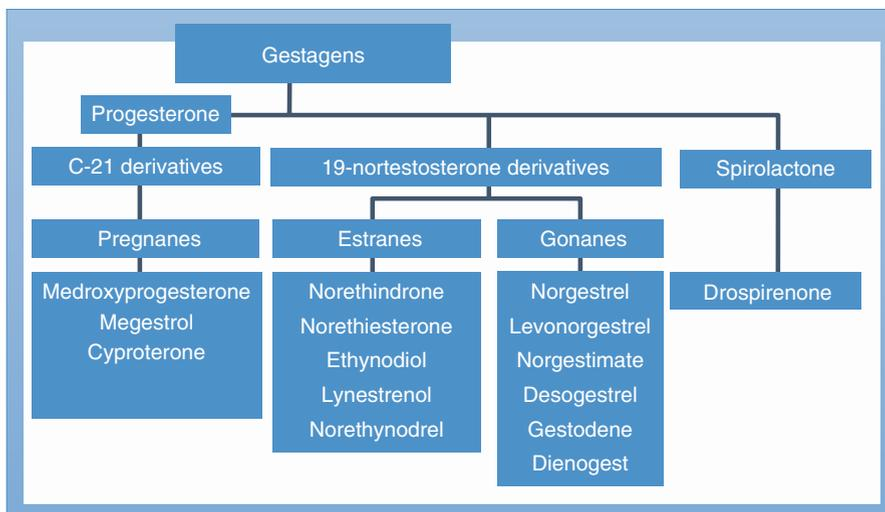 Gestagens
Progesterone
C-21 derivatives
19-nortestosterone derivatives
Spirolactone
Pregnanes
Estranes
Gonanes
Medroxyprogesterone
Megestrol
Cyproterone
Norethindrone
Norethiesterone
Ethynodiol
Lynestrenol
Norethynodrel
Norgestrel
Levonorgestrel
Norgestimate
Desogestrel
Gestodene
Dienogest
Drospirenone